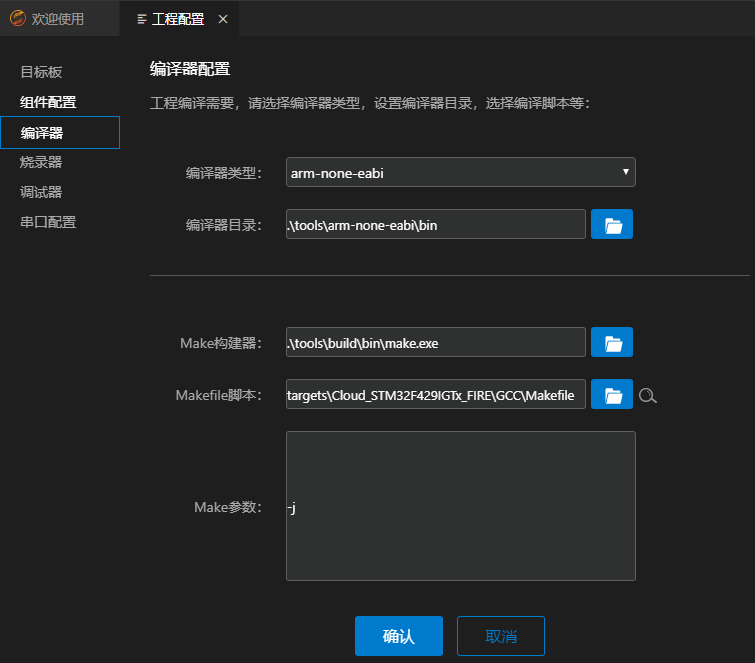 欢迎使用
工程配置
目标板
组件配置
编译器
烧录器
调试器
串口配置
编译器配置
工程编译需要，请选择编译器类型，设置编译器目录，选择编译脚本等：
编译器类型： arm-none-eabi
编译器目录： .\tools\arm-none-eabi\bin
Make构建器： .\tools\build\bin\make.exe
Makefile脚本： targets\Cloud_STM32F429IGTx_FIRE\GCC\Makefile
Make参数： -j
确认
取消